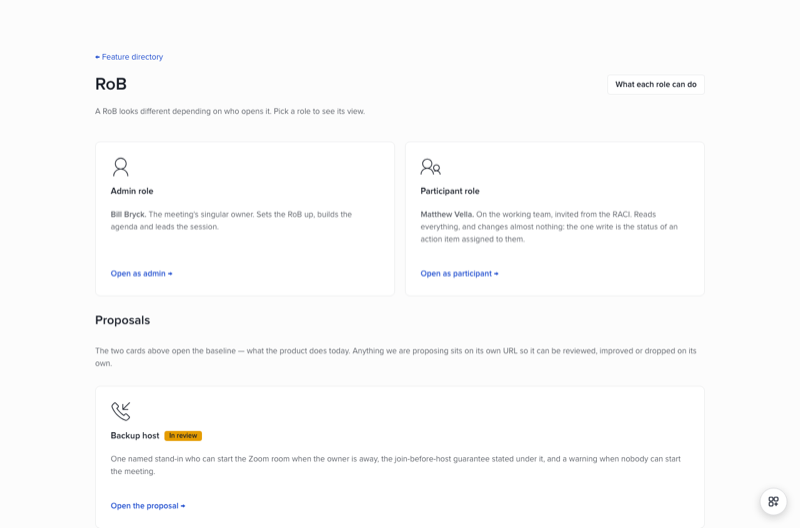 ← Feature directory
RoB
What each role can do
A RoB looks different depending on who opens it. Pick a role to see its view.
Admin role
Bill Bryck. The meeting's singular owner. Sets the RoB up, builds the
agenda and leads the session.
Open as admin →
Participant role
Matthew Vella. On the working team, invited from the RACI. Reads
everything, and changes almost nothing: the one write is the status of an
action item assigned to them.
Open as participant →
Proposals
The two cards above open the baseline — what the product does today. Anything we are proposing sits on its own URL so it can be reviewed, improved or dropped on its
own.
Backup host In review
One named stand-in who can start the Zoom room when the owner is away, the join-before-host guarantee stated under it, and a warning when nobody can start
the meeting.
Open the proposal →